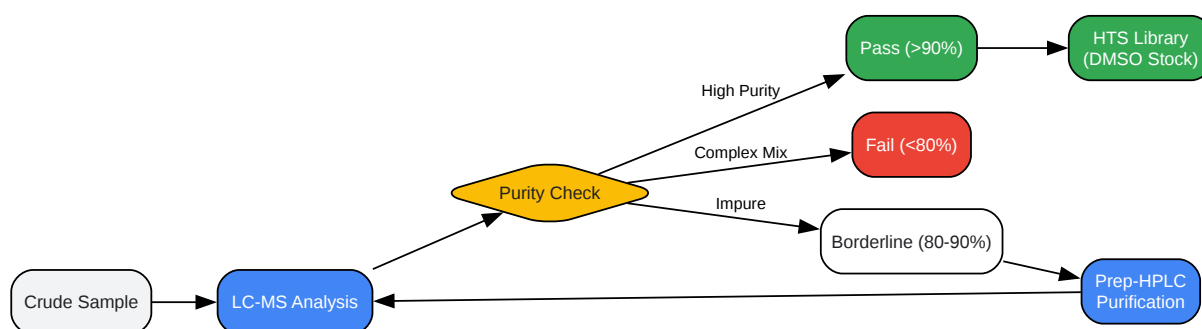 Pass (>90%)
HTS Library
(DMSO Stock)
High Purity
Fail (<80%)
Complex Mix
Purity Check
Impure
Borderline (80-90%)
Crude Sample
LC-MS Analysis
Prep-HPLC
Purification